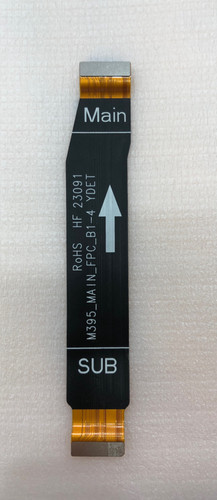 Main
RoHS HF 23091
M395_MAIN_FPC_B1-4 YDET
SUB